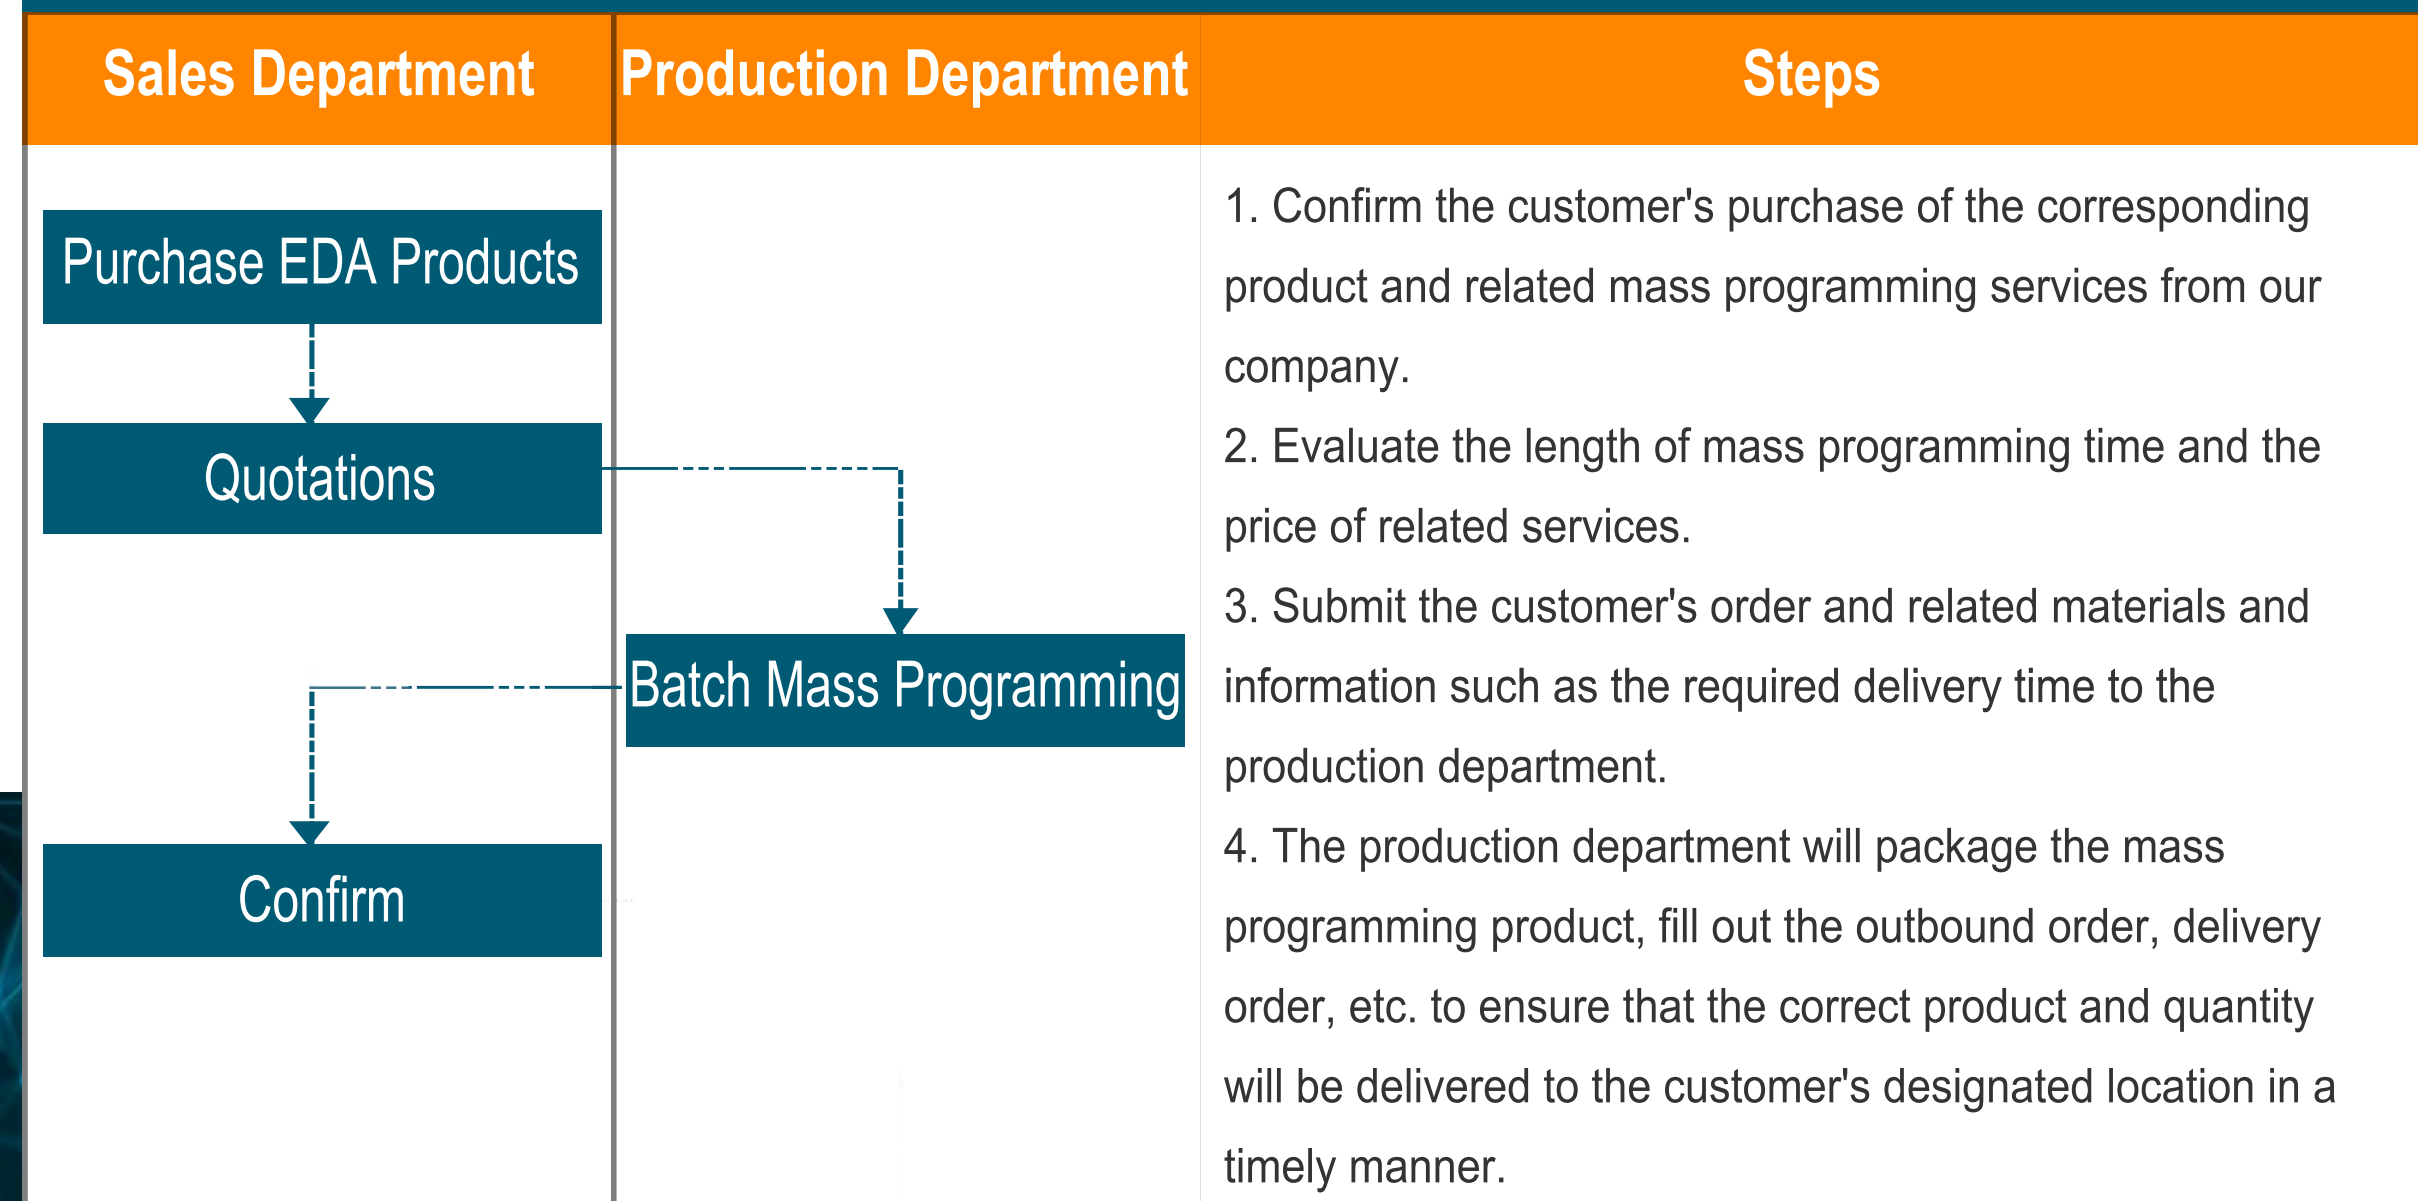 Sales Department
Production Department
Steps
Purchase EDA Products
Quotations
Batch Mass Programming
Confirm
1. Confirm the customer's purchase of the corresponding
product and related mass programming services from our
company.
2. Evaluate the length of mass programming time and the
price of related services.
3. Submit the customer's order and related materials and
information such as the required delivery time to the
production department.
4. The production department will package the mass
programming product, fill out the outbound order, delivery
order, etc. to ensure that the correct product and quantity
will be delivered to the customer's designated location in a
timely manner.